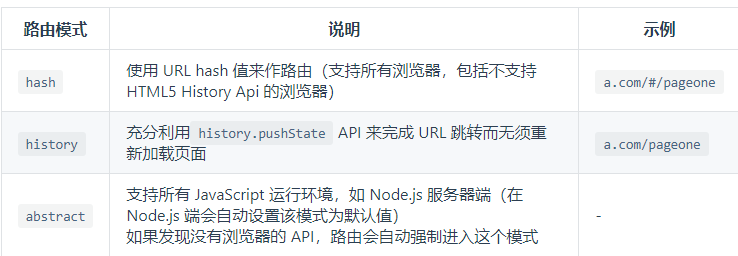 路由模式 说明 示例
hash 使用 URL hash 值来作路由（支持所有浏览器，包括不支持 a.com/#/pageone
HTML5 History Api 的浏览器）
history 充分利用 history.pushState API 来完成 URL 跳转而无须重 a.com/pageone
新加载页面
支持所有 JavaScript 运行环境，如 Node.js 服务器端（在
abstract Node.js 端会自动设置该模式为默认值） -
如果发现没有浏览器的 API，路由会自动强制进入这个模式